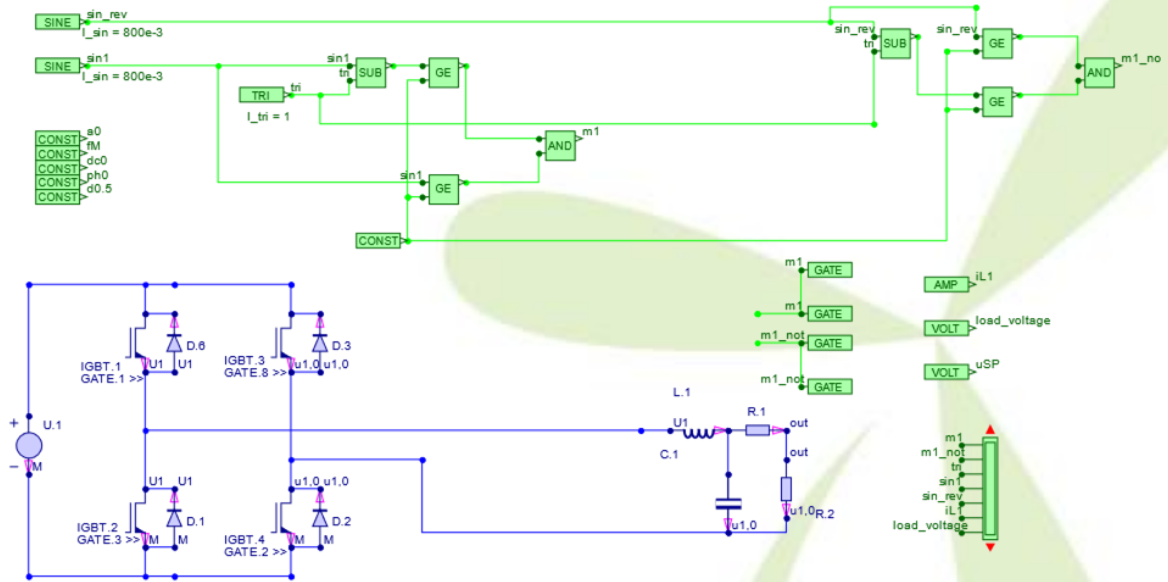 SINE sin_rev
l_sin = 800e-3
SINE sin1
l_sin = 800e-3
sin1
tri
SUB
GE
TRI tri
l_tri = 1
sin1
GE
AND m1
CONST
CONST a0
CONST fM
CONST dc0
CONST ph0
CONST d0.5
sin_rev
tri
SUB
sin_rev
GE
GE
AND m1_no
m1 GATE
m1 GATE
m1_not GATE
m1_not GATE
AMP iL1
VOLT load_voltage
VOLT uSP
m1
m1_not
tri
sin1
sin_rev
iL1
load_voltage
+
U.1
− M
IGBT.1
GATE.1 >>
U1
D.6
U1
IGBT.3
GATE.8 >>
u1,0
D.3
u1,0
U1 U1
IGBT.2
GATE.3 >>
M
D.1
M
u1,0 u1,0
IGBT.4
GATE.2 >>
M
D.2
M
L.1
U1
R.1
out
C.1
out
u1,0
u1,0 R.2